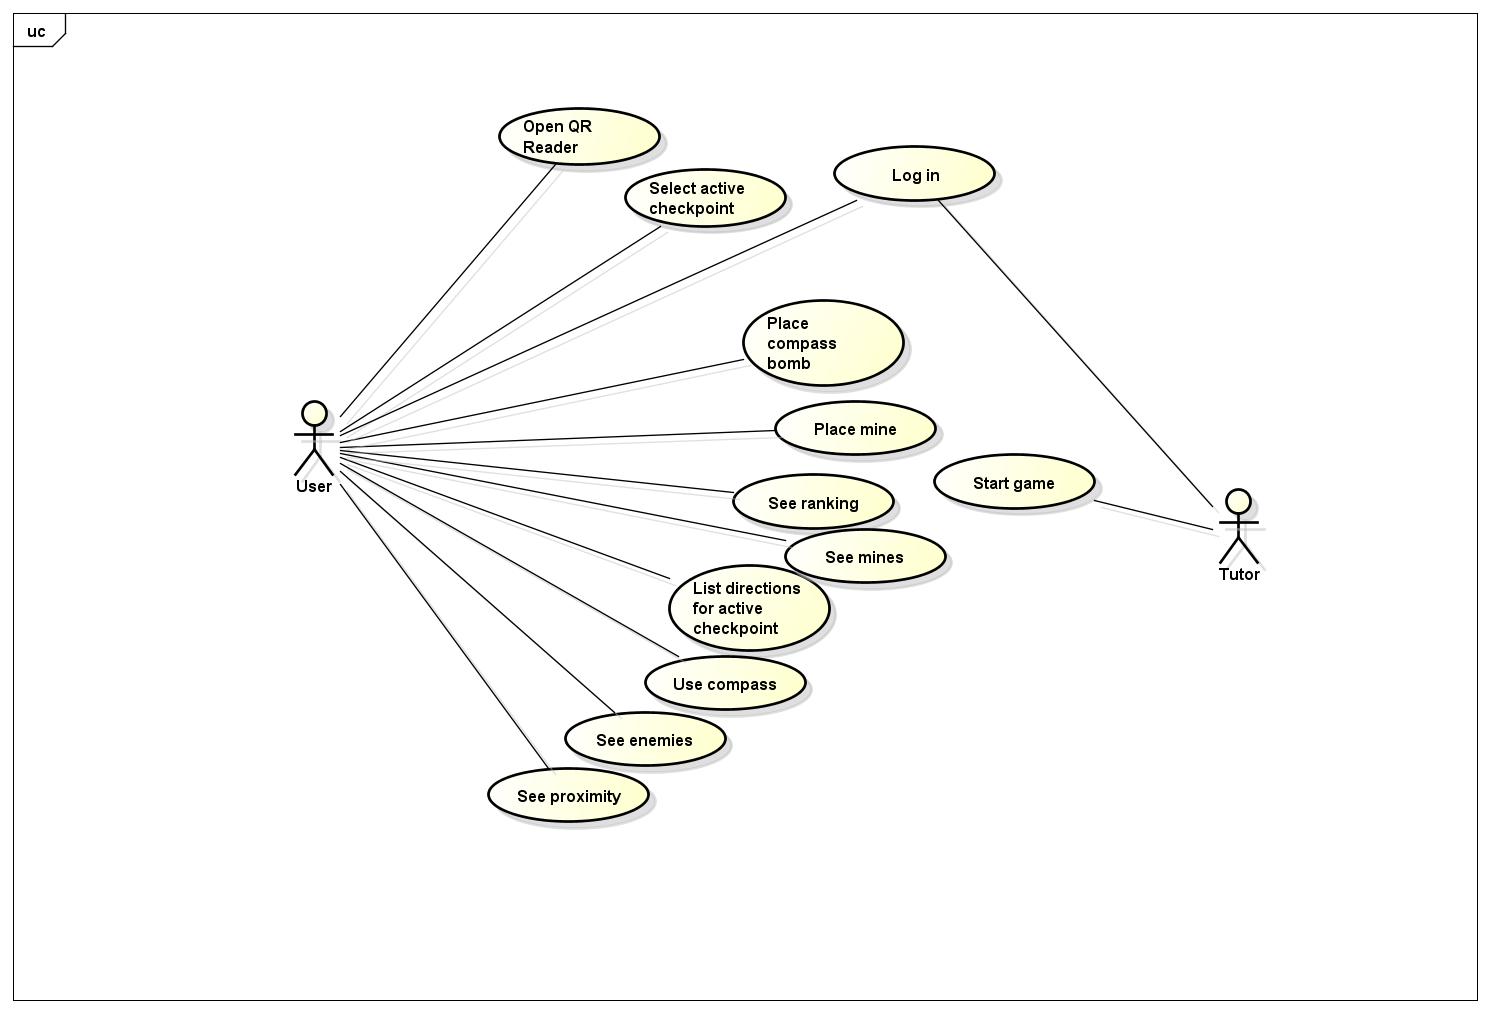 uc
Open QR
Reader
Select active
checkpoint
Log in
Place
compass
bomb
Place mine
See ranking
Start game
See mines
List directions
for active
checkpoint
Use compass
See enemies
See proximity
User
Tutor